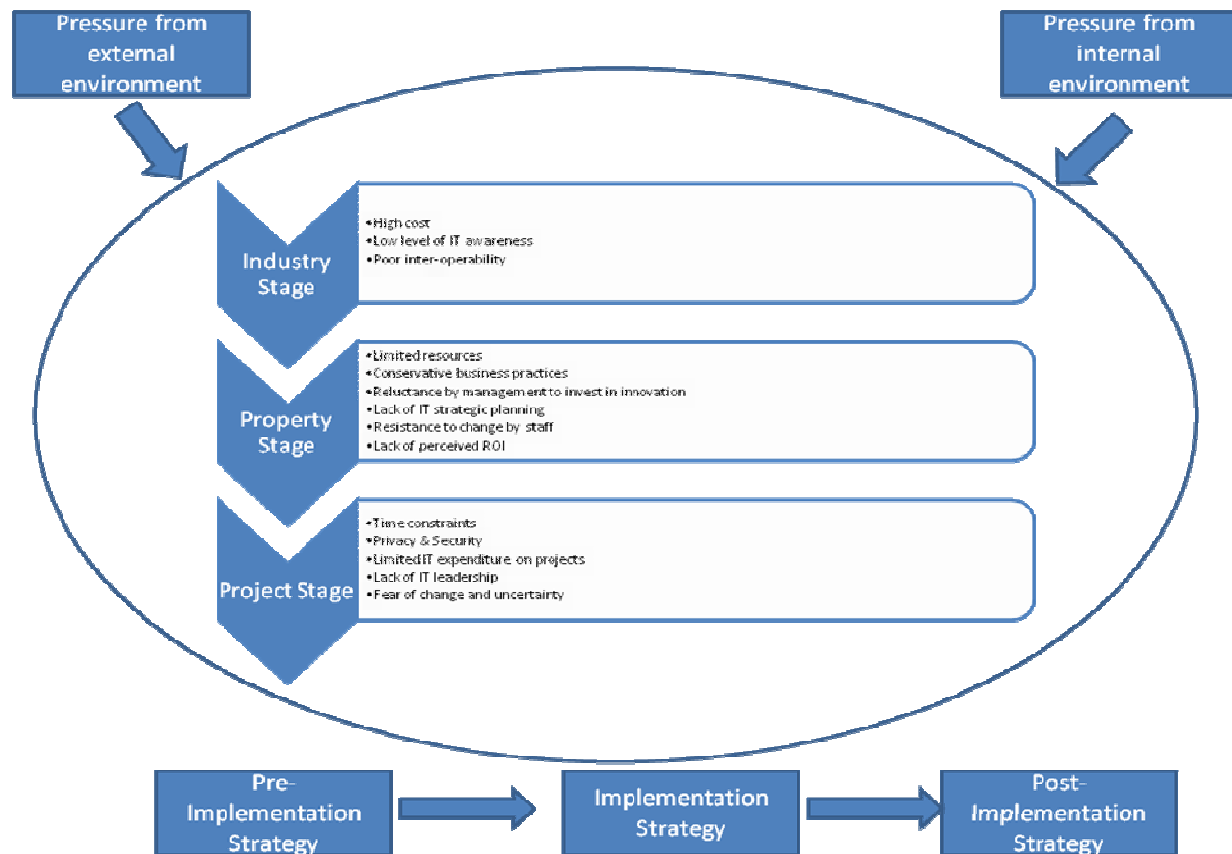 Pressure from
external
environment
Pressure from
internal
environment
Industry
Stage
•High cost
•Low level of IT awareness
•Poor inter-operability
Property
Stage
•Limited resources
•Conservative business practices
•Reluctance by management to invest in innovation
•Lack of IT strategic planning
•Resistance to change by staff
•Lack of perceived ROI
Project Stage
•Time constraints
•Privacy & Security
•Limited IT expenditure on projects
•Lack of IT leadership
•Fear of change and uncertainty
Pre-
Implementation
Strategy
Implementation
Strategy
Post-
Implementation
Strategy